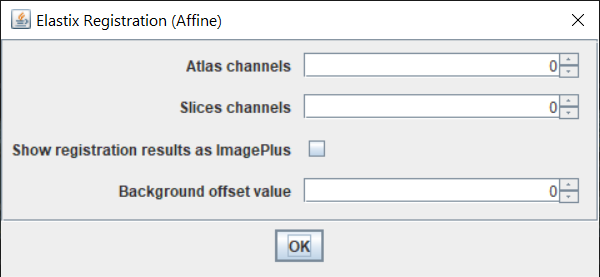 Elastix Registration (Affine)
Atlas channels 0
Slices channels 0
Show registration results as ImagePlus
Background offset value 0
OK